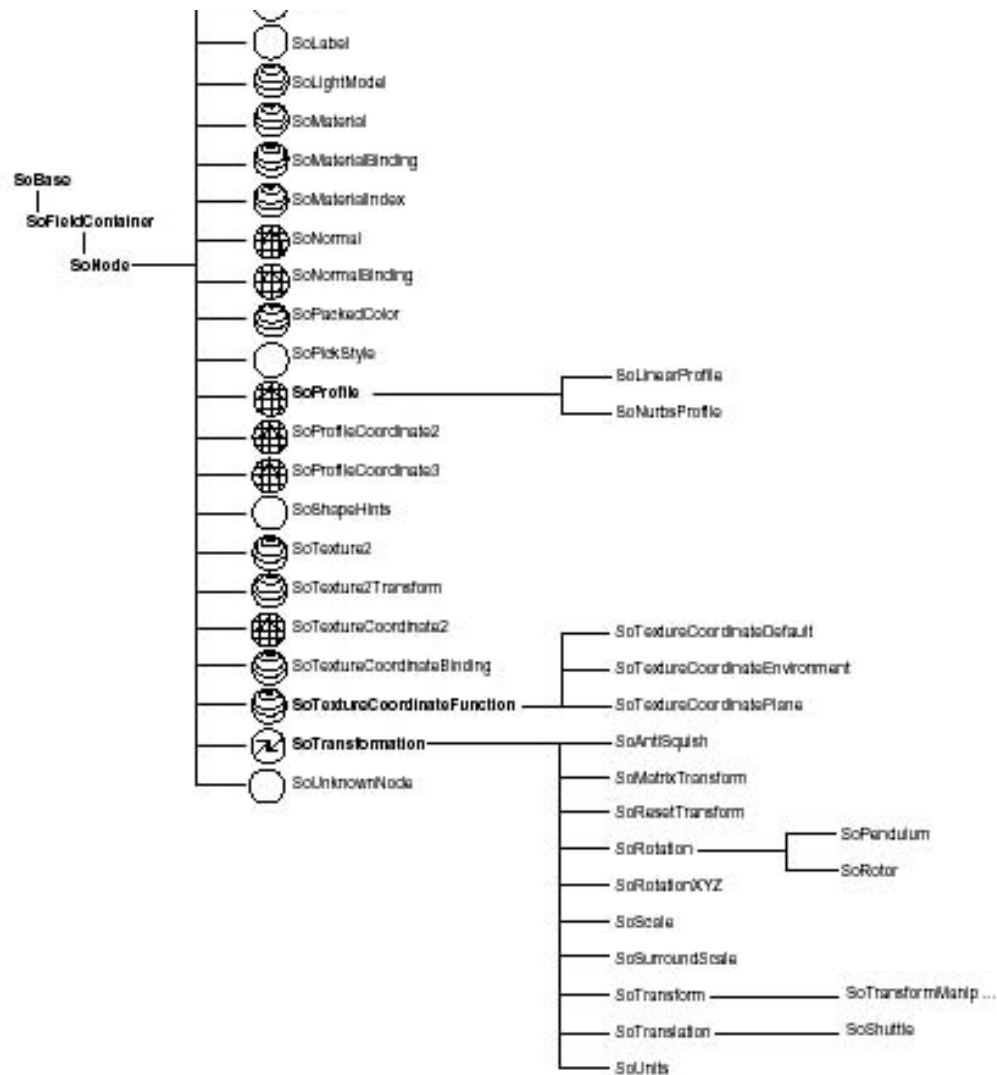 SoLabel
SoLightModel
SoMaterial
SoMaterialBinding
SoBase
SoMaterialIndex
SoFieldContainer
SoNormal
SoNode
SoNormalBinding
SoPackedColor
SoPickStyle
SoLinearProfile
SoProfile
SoNurbsProfile
SoProfileCoordinate2
SoProfileCoordinate3
SoShapeHints
SoTexture2
SoTexture2Transform
SoTextureCoordinate2
SoTextureCoordinateDefault
SoTextureCoordinateBinding
SoTextureCoordinateEnvironment
SoTextureCoordinateFunction
SoTextureCoordinatePlane
SoTransformation
SoAntiSquish
SoUnknownNode
SoMatrixTransform
SoResetTransform
SoPendulum
SoRotation
SoRotor
SoRotationXYZ
SoScale
SoSurroundScale
SoTransform
SoTransformManip ...
SoTranslation
SoShuttle
SoUnits